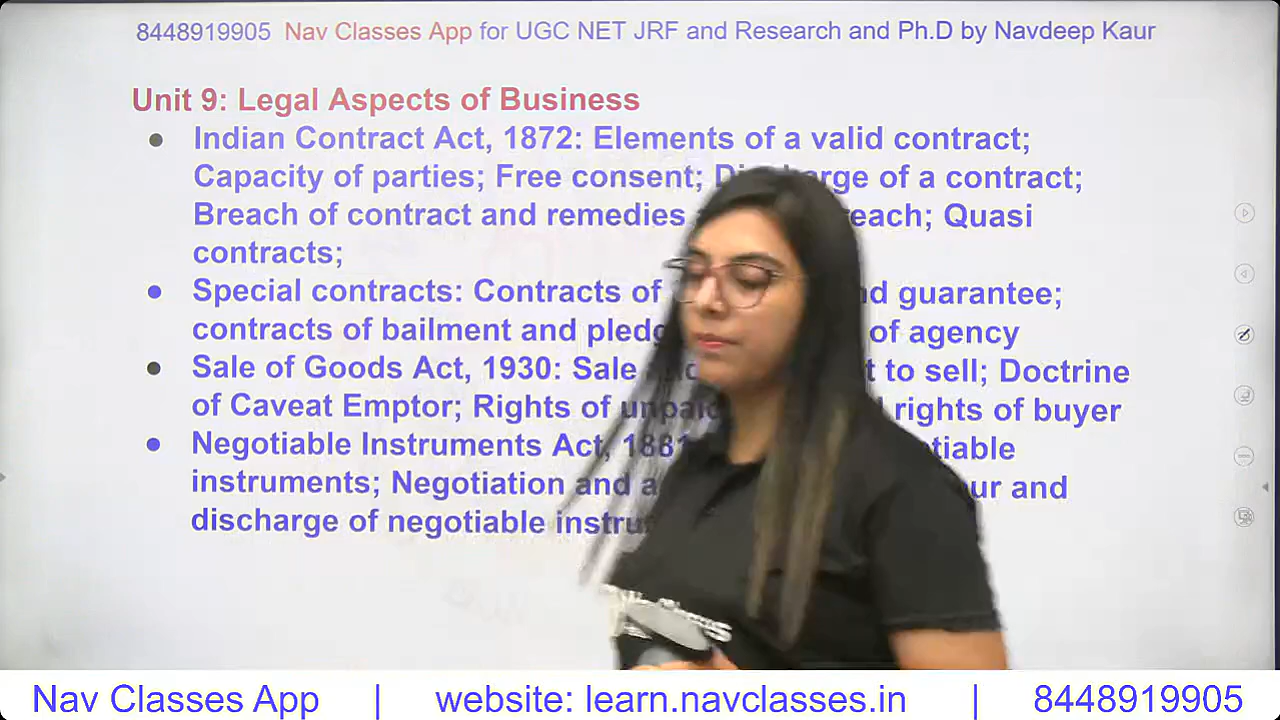 8448919905 Nav Classes App for UGC NET JRF and Research and Ph.D by Navdeep Kaur
Unit 9: Legal Aspects of Business
● Indian Contract Act, 1872: Elements of a valid contract;
Capacity of parties; Free consent; of a contract;
Breach of contract and remedies Quasi
contracts;
● Special contracts: Contracts of guarantee;
contracts of bailment and of agency
● Sale of Goods Act, 1930: Sale to sell; Doctrine
of Caveat Emptor; Rights of rights of buyer
● Negotiable Instruments Act, 1881
instruments; Negotiation and and
discharge of negotiable
Nav Classes App | website: learn.navclasses.in | 8448919905